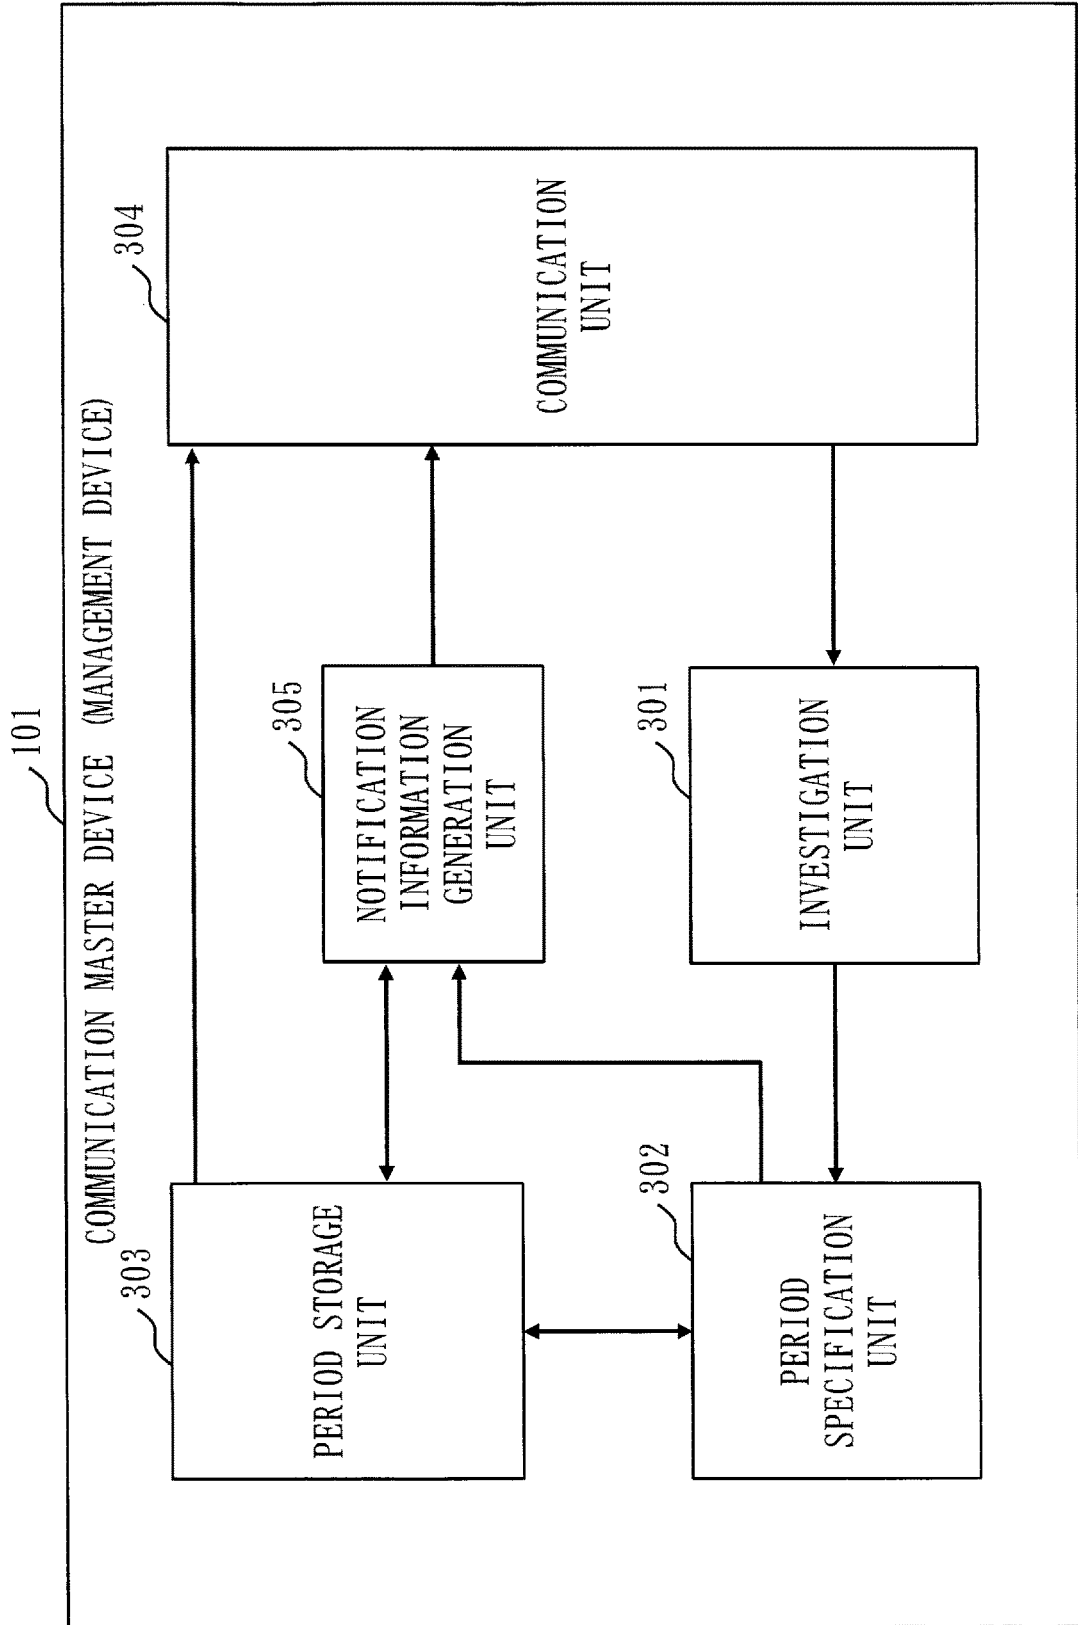 101
COMMUNICATION MASTER DEVICE (MANAGEMENT DEVICE)
303
PERIOD STORAGE
UNIT
305
NOTIFICATION
INFORMATION
GENERATION
UNIT
304
COMMUNICATION
UNIT
302
PERIOD
SPECIFICATION
UNIT
301
INVESTIGATION
UNIT